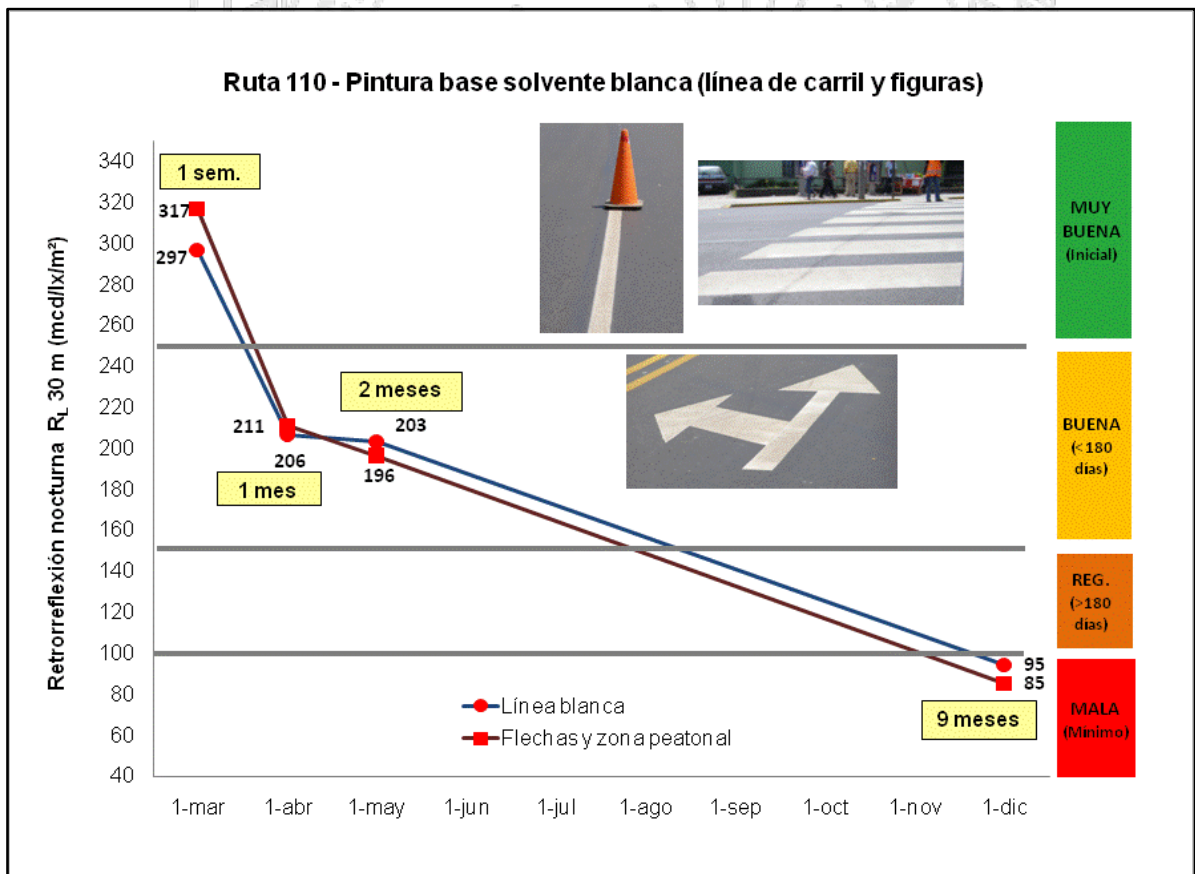 Ruta 110 - Pintura base solvente blanca (línea de carril y figuras)
Retrorreflexión nocturna RL 30 m (mcd/lx/m²)
340
320
300
280
260
240
220
200
180
160
140
120
100
80
60
40
1 sem.
317
297
211
206
1 mes
2 meses
203
196
95
85
9 meses
Línea blanca
Flechas y zona peatonal
1-mar
1-abr
1-may
1-jun
1-jul
1-ago
1-sep
1-oct
1-nov
1-dic
MUY
BUENA
(Inicial)
BUENA
(<180
días)
REG.
(>180
días)
MALA
(Mínimo)